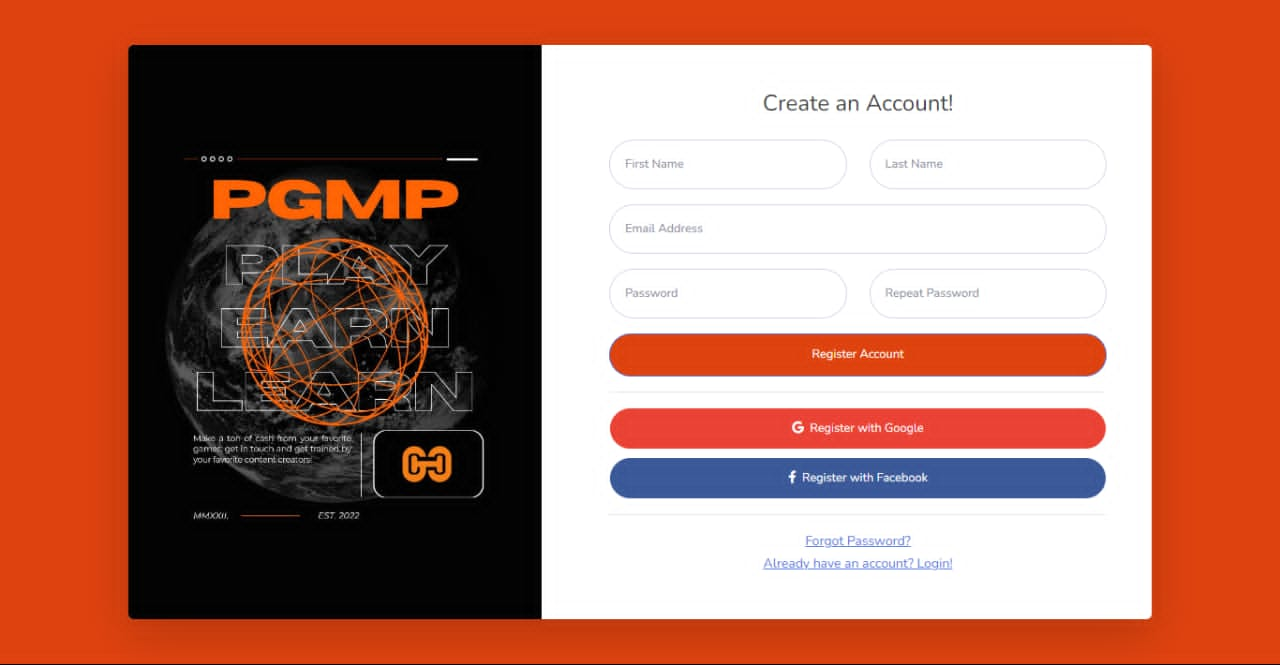 PGMP
PLAY
EARN
LEARN
Make a ton of cash from your favorite,
games get in touch and get trained by
your favorite content creators!
MMXXII, EST. 2022
Create an Account!
First Name
Last Name
Email Address
Password
Repeat Password
Register Account
G Register with Google
f Register with Facebook
Forgot Password?
Already have an account? Login!